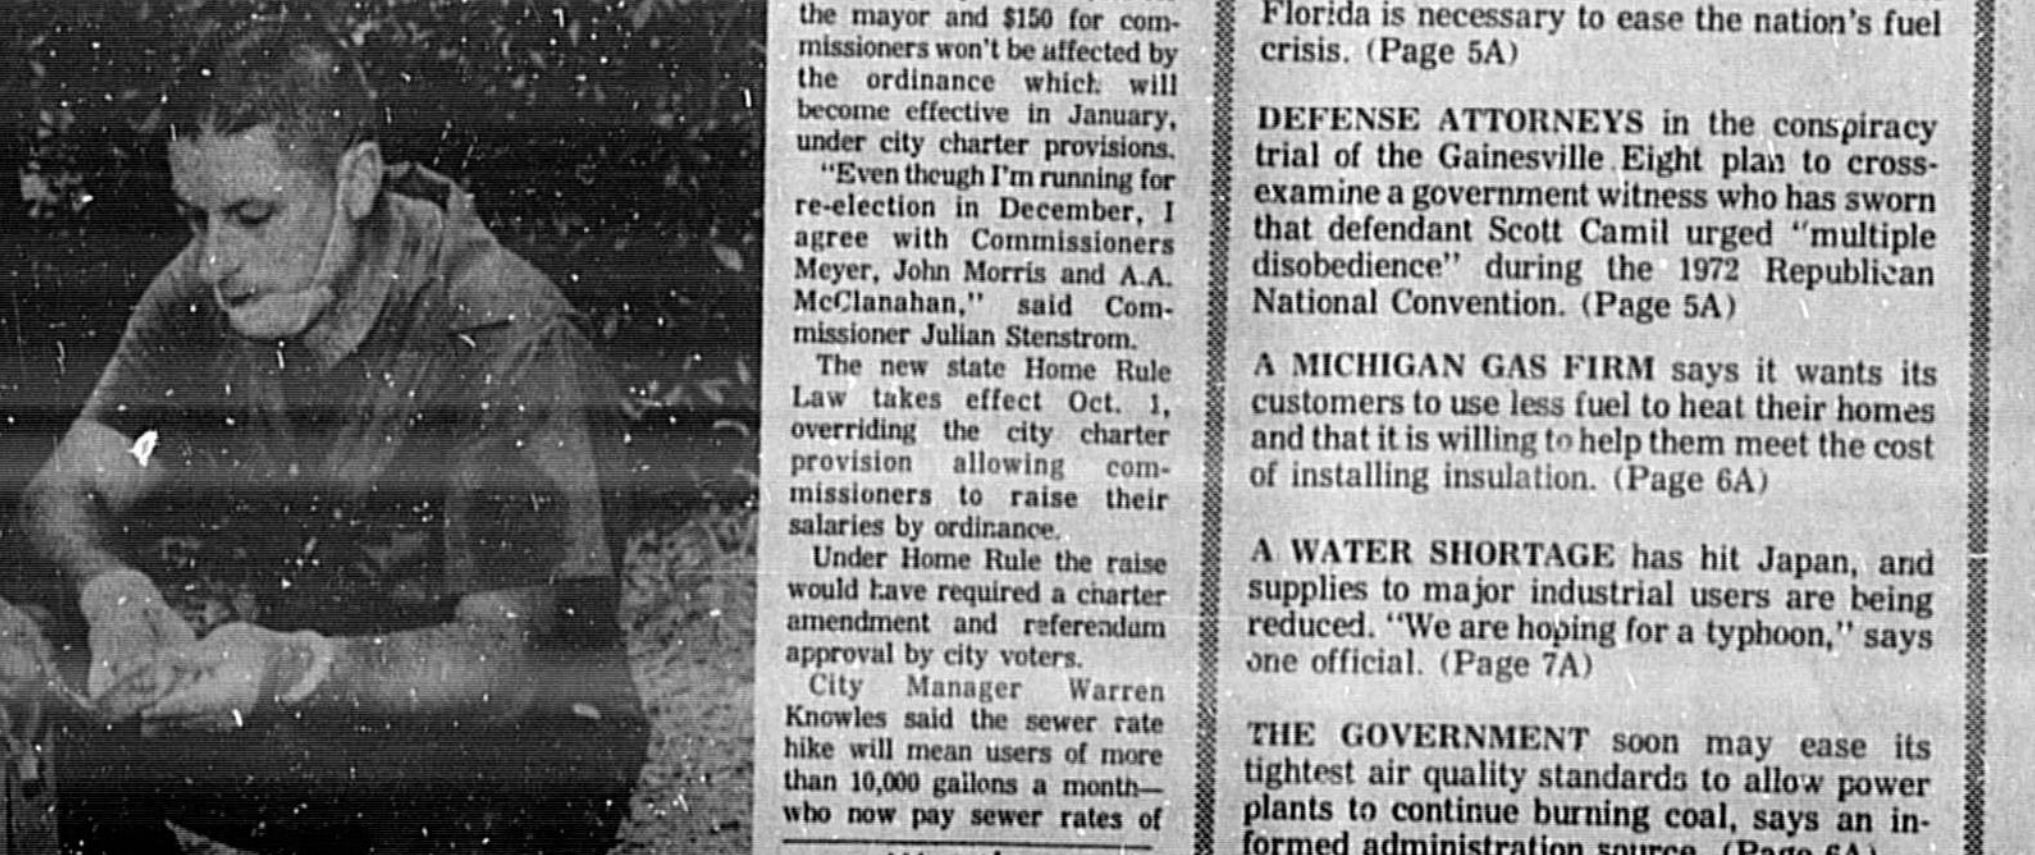 the mayor and $150 for com-
missioners won't be affected by
the ordinance which will
become effective in January,
under city charter provisions.
"Even though I'm running for
re-election in December, I
agree with Commissioners
Meyer, John Morris and A.A.
McClanahan," said Com-
missioner Julian Stenstrom.
The new state Home Rule
Law takes effect Oct. 1,
overriding the city charter
provision allowing com-
missioners to raise their
salaries by ordinance.
Under Home Rule the raise
would have required a charter
amendment and referendum
approval by city voters.
City Manager Warren
Knowles said the sewer rate
hike will mean users of more
than 10,000 gallons a month—
who now pay sewer rates of
Florida is necessary to ease the nation's fuel
crisis. (Page 5A)
DEFENSE ATTORNEYS in the conspiracy
trial of the Gainesville Eight plan to cross-
examine a government witness who has sworn
that defendant Scott Camil urged "multiple
disobedience" during the 1972 Republican
National Convention. (Page 5A)
A MICHIGAN GAS FIRM says it wants its
customers to use less fuel to heat their homes
and that it is willing to help them meet the cost
of installing insulation. (Page 6A)
A WATER SHORTAGE has hit Japan, and
supplies to major industrial users are being
reduced. "We are hoping for a typhoon," says
one official. (Page 7A)
THE GOVERNMENT soon may ease its
tightest air quality standards to allow power
plants to continue burning coal, says an in-
formed administration source. (Page 6A)